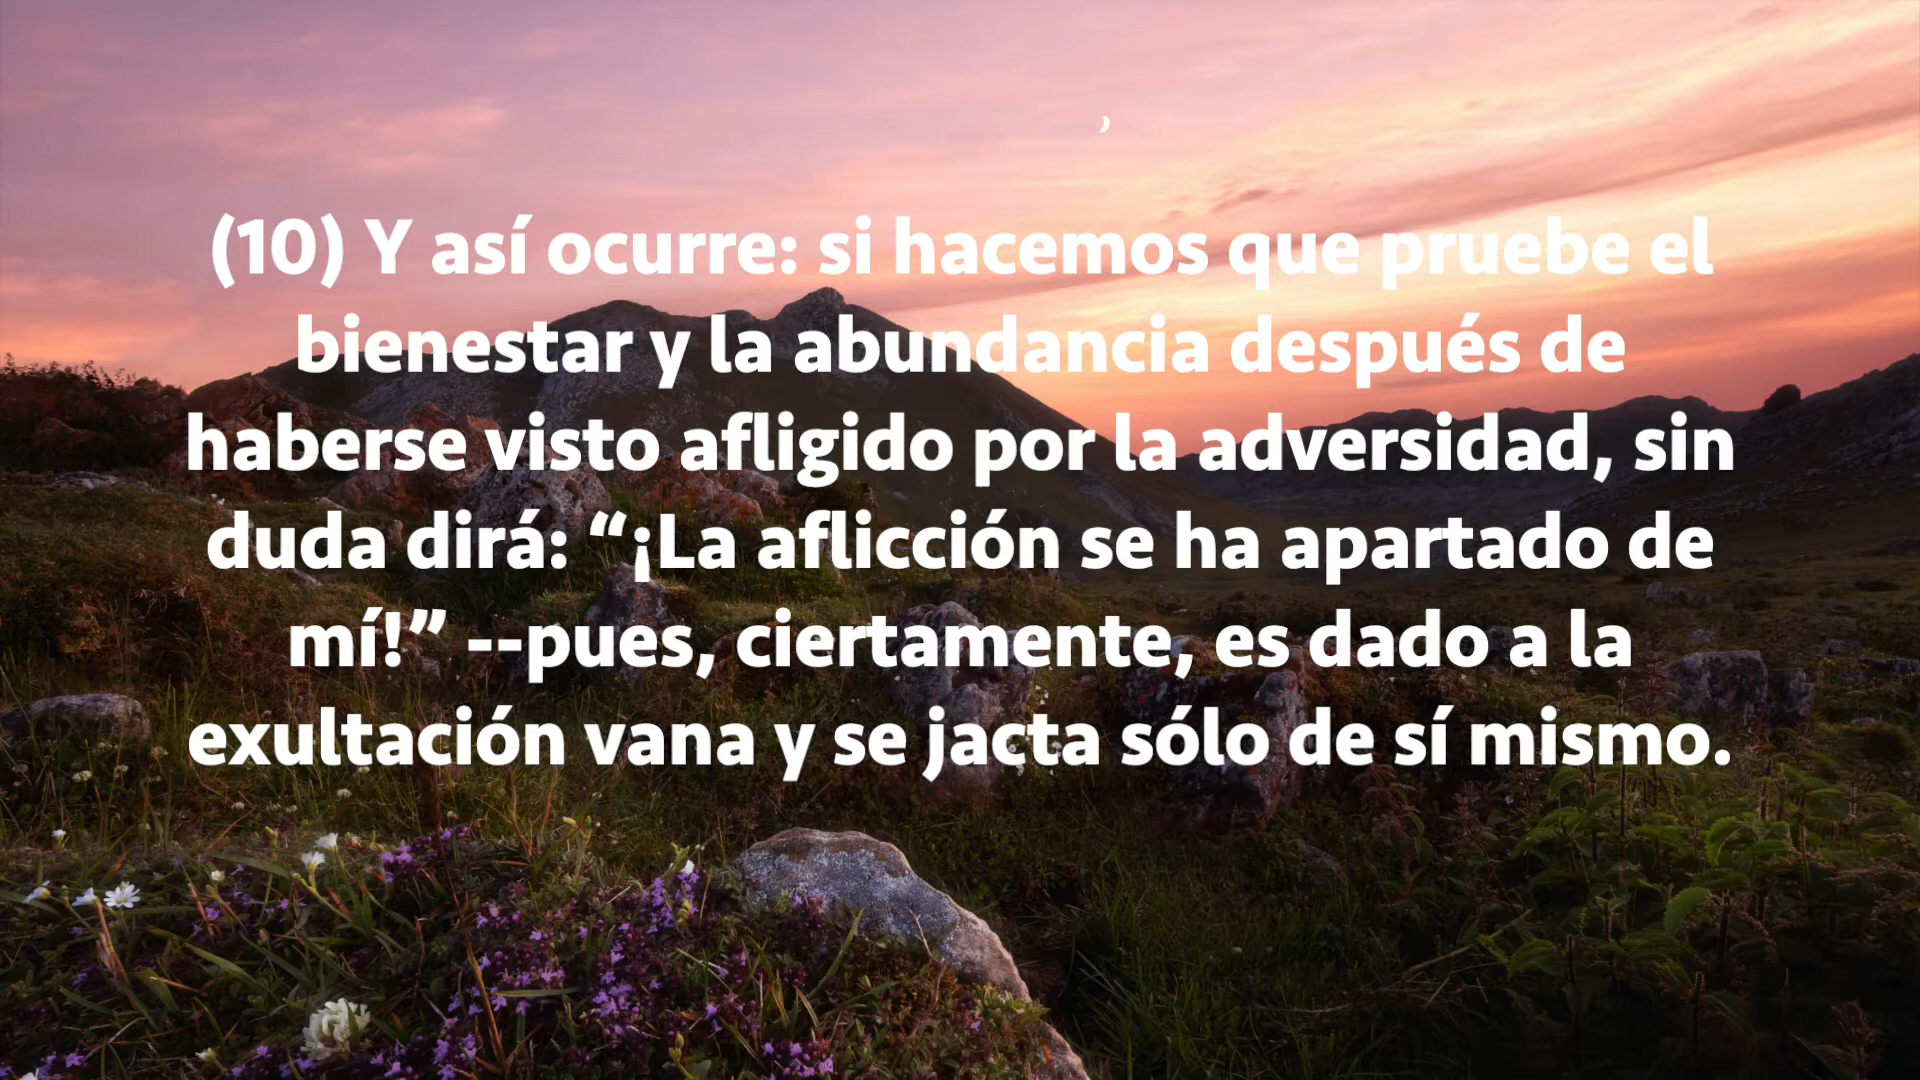 (10) Y así ocurre: si hacemos que pruebe el
bienestar y la abundancia después de
haberse visto afligido por la adversidad, sin
duda dirá: “¡La aflicción se ha apartado de
mí!” --pues, ciertamente, es dado a la
exultación vana y se jacta sólo de sí mismo.